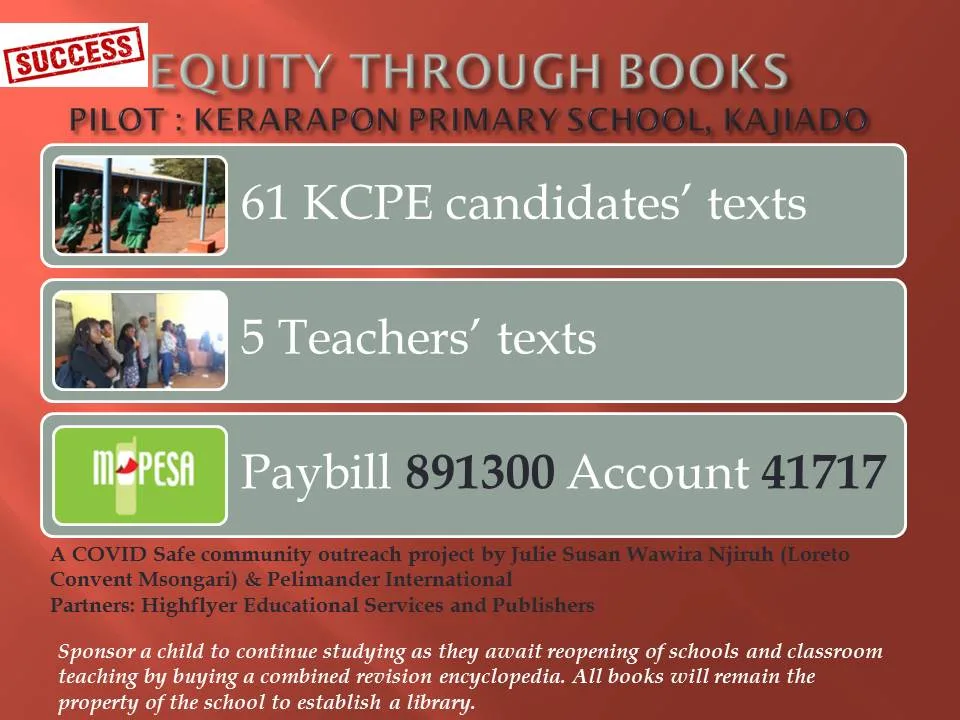 SUCCESS
EQUITY THROUGH BOOKS
PILOT : KERARAPON PRIMARY SCHOOL, KAJIADO
61 KCPE candidates’ texts
5 Teachers’ texts
M-PESA
Paybill 891300 Account 41717
A COVID Safe community outreach project by Julie Susan Wawira Njiruh (Loreto
Convent Msongari) & Pelimander International
Partners: Highflyer Educational Services and Publishers
Sponsor a child to continue studying as they await reopening of schools and classroom
teaching by buying a combined revision encyclopedia. All books will remain the
property of the school to establish a library.